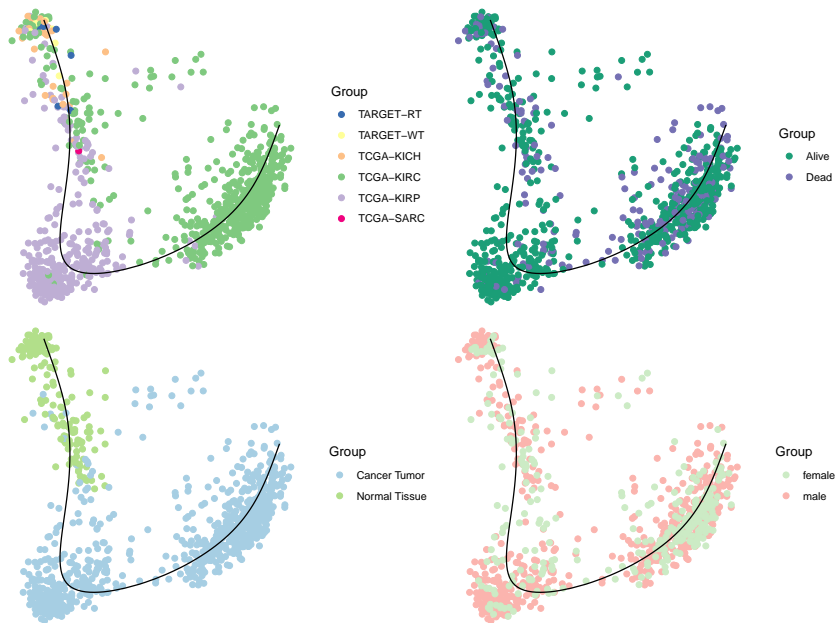 Group
TARGET−RT
TARGET−WT
TCGA−KICH
TCGA−KIRC
TCGA−KIRP
TCGA−SARC
Group
Alive
Dead
Group
Cancer Tumor
Normal Tissue
Group
female
male